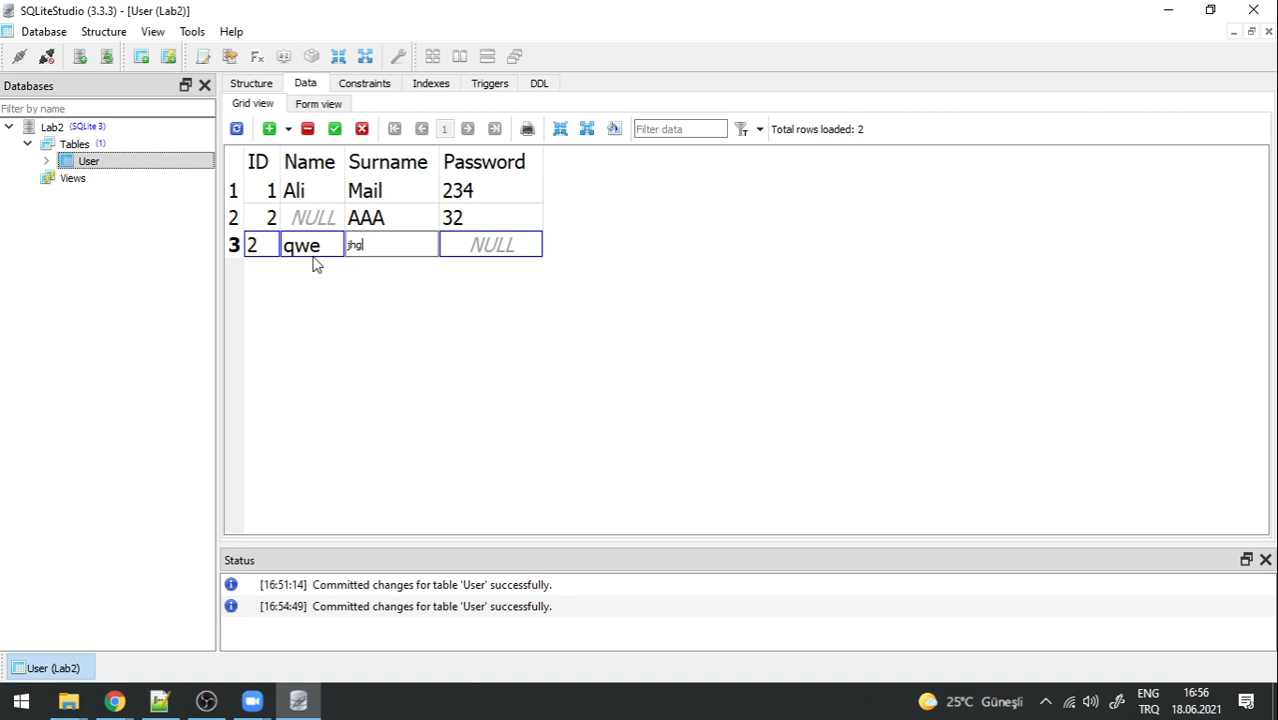 SQLiteStudio (3.3.3) - [User (Lab2)]
Database Structure View Tools Help
Databases
Structure Data Constraints Indexes Triggers DDL
Filter by name
Grid view Form view
Lab2 (SQLite 3)
Tables (1)
User
Views
1 Filter data Total rows loaded: 2
ID Name Surname Password
1 1 Ali Mail 234
2 2 NULL AAA 32
3 2 qwe jhg NULL
Status
[16:51:14] Committed changes for table 'User' successfully.
[16:54:49] Committed changes for table 'User' successfully.
User (Lab2)
25°C Güneşli
ENG
TRQ
16:56
18.06.2021